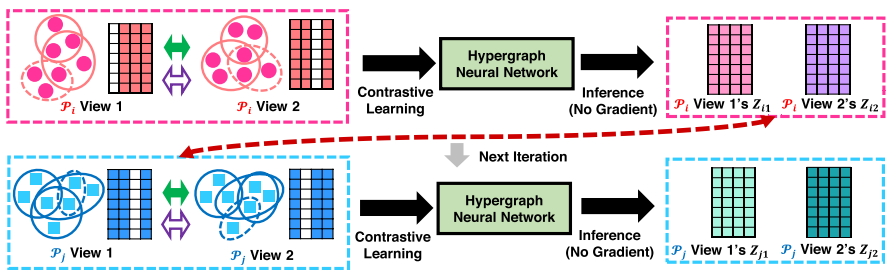 𝒫i View 1
𝒫i View 2
Contrastive
Learning
Hypergraph
Neural Network
Inference
(No Gradient)
𝒫i View 1's Zi1
𝒫i View 2's Zi2
Next Iteration
𝒫j View 1
𝒫j View 2
Contrastive
Learning
Hypergraph
Neural Network
Inference
(No Gradient)
𝒫j View 1's Zj1
𝒫j View 2's Zj2